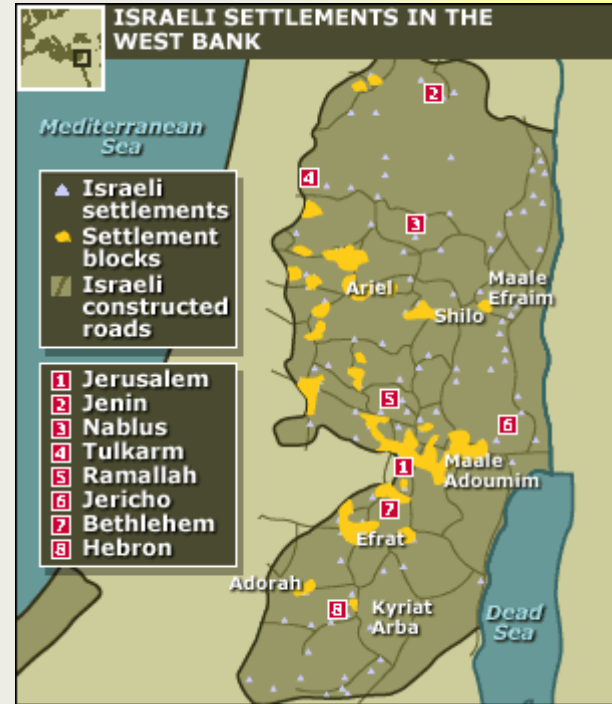 ISRAELI SETTLEMENTS IN THE
WEST BANK
Mediterranean
Sea
Israeli
settlements
Settlement
blocks
Israeli
constructed
roads
1 Jerusalem
2 Jenin
3 Nablus
4 Tulkarm
5 Ramallah
6 Jericho
7 Bethlehem
8 Hebron
2
4
3
Ariel
Maale
Efraim
Shilo
5
6
1
Maale
Adoumim
7
Efrat
Adorah
8
Kyriat
Arba
Dead
Sea